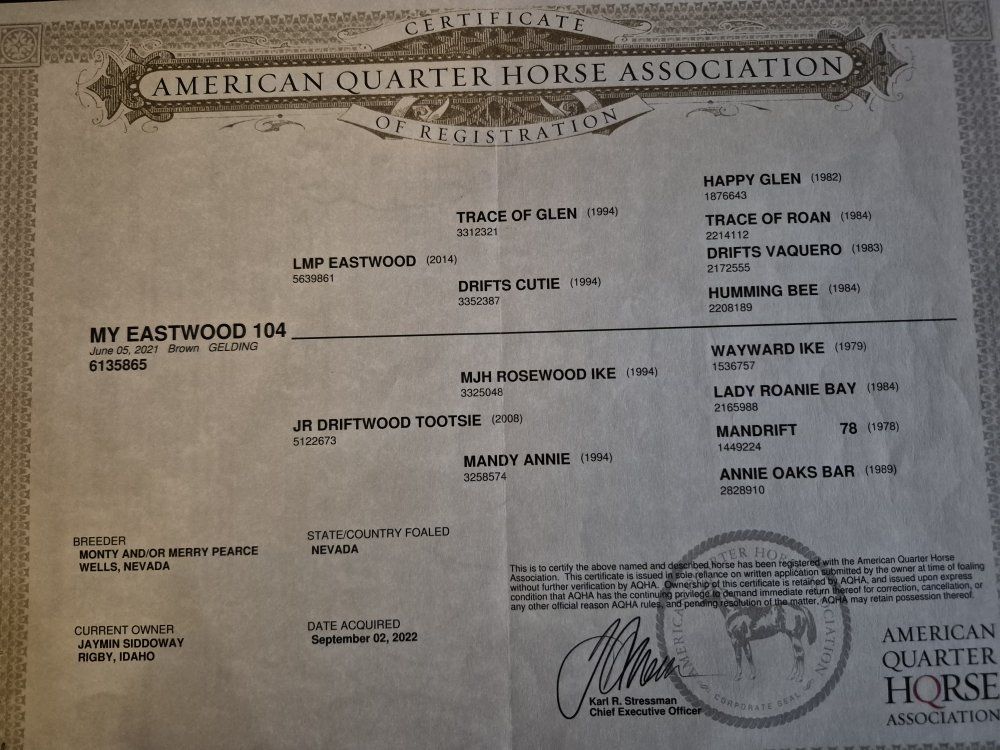 CERTIFICATE
AMERICAN QUARTER HORSE ASSOCIATION
OF REGISTRATION
HAPPY GLEN (1982)
1876643
TRACE OF GLEN (1994)
3312321
TRACE OF ROAN (1984)
2214112
LMP EASTWOOD (2014)
5639861
DRIFTS VAQUERO (1983)
2172555
DRIFTS CUTIE (1994)
3352387
HUMMING BEE (1984)
2208189
MY EASTWOOD 104
June 05, 2021 Brown GELDING
6135865
WAYWARD IKE (1979)
1536757
MJH ROSEWOOD IKE (1994)
3325048
LADY ROANIE BAY (1984)
2165988
JR DRIFTWOOD TOOTSIE (2008)
5122673
MANDRIFT 78 (1978)
1449224
MANDY ANNIE (1994)
3258574
ANNIE OAKS BAR (1989)
2828910
BREEDER
MONTY AND/OR MERRY PEARCE
WELLS, NEVADA
STATE/COUNTRY FOALED
NEVADA
CURRENT OWNER
JAYMIN SIDDOWAY
RIGBY, IDAHO
DATE ACQUIRED
September 02, 2022
This is to certify the above named and described horse has been registered with the American Quarter Horse
Association. This certificate is issued in sole reliance on written application submitted by the owner at time of foaling
without further verification by AQHA. Ownership of this certificate is retained by AQHA, and issued upon express
condition that AQHA has the continuing privilege to demand immediate return thereof for correction, cancellation, or
any other official reason AQHA rules, and pending resolution of the matter, AQHA may retain possession thereof.
Karl R. Stressman
Chief Executive Officer
CORPORATE SEAL
AMERICAN
QUARTER
HORSE
ASSOCIATION